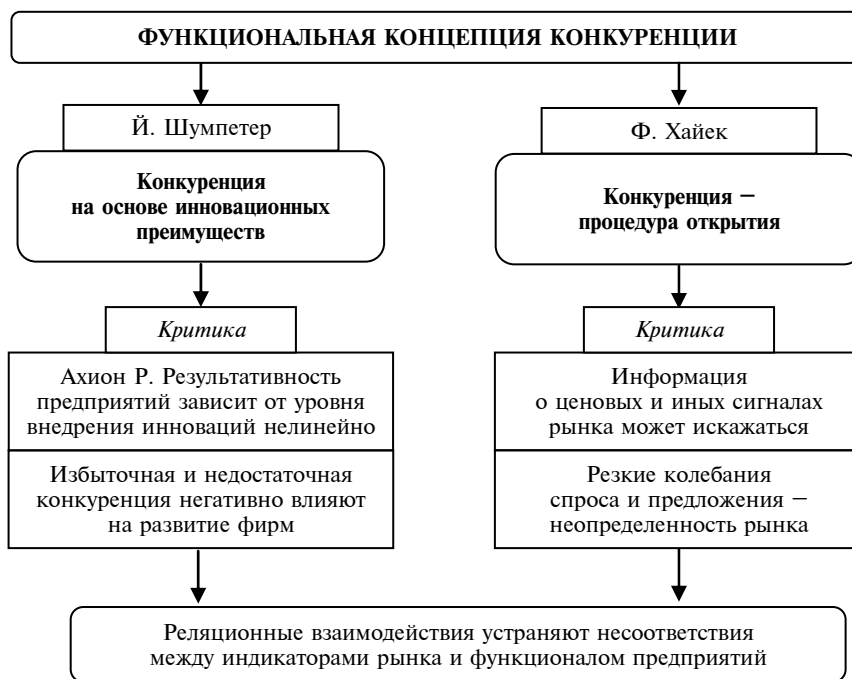 ФУНКЦИОНАЛЬНАЯ КОНЦЕПЦИЯ КОНКУРЕНЦИИ
Й. Шумпетер
Конкуренция
на основе инновационных
преимуществ
Критика
Ахион Р. Результативность
предприятий зависит от уровня
внедрения инноваций нелинейно
Избыточная и недостаточная
конкуренция негативно влияют
на развитие фирм
Ф. Хайек
Конкуренция –
процедура открытия
Критика
Информация
о ценовых и иных сигналах
рынка может искажаться
Резкие колебания
спроса и предложения –
неопределенность рынка
Реляционные взаимодействия устраняют несоответствия
между индикаторами рынка и функционалом предприятий